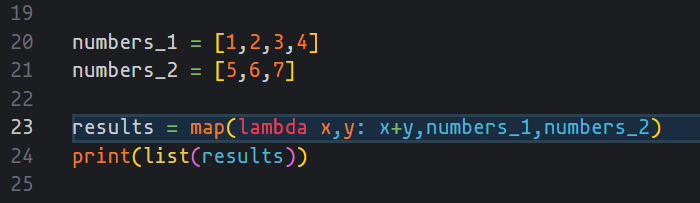 19
20 numbers_1 = [1,2,3,4]
21 numbers_2 = [5,6,7]
22
23 results = map(lambda x,y: x+y,numbers_1,numbers_2)
24 print(list(results))
25